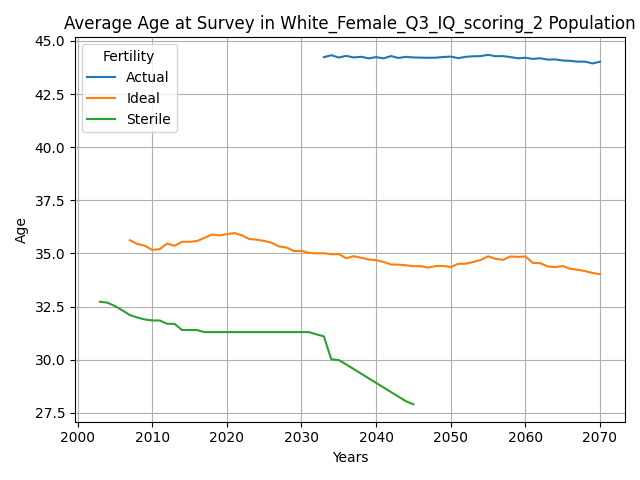 Average Age at Survey in White_Female_Q3_IQ_scoring_2 Population
45.0
42.5
40.0
37.5
35.0
32.5
30.0
27.5
Age
Fertility
Actual
Ideal
Sterile
2000 2010 2020 2030 2040 2050 2060 2070
Years